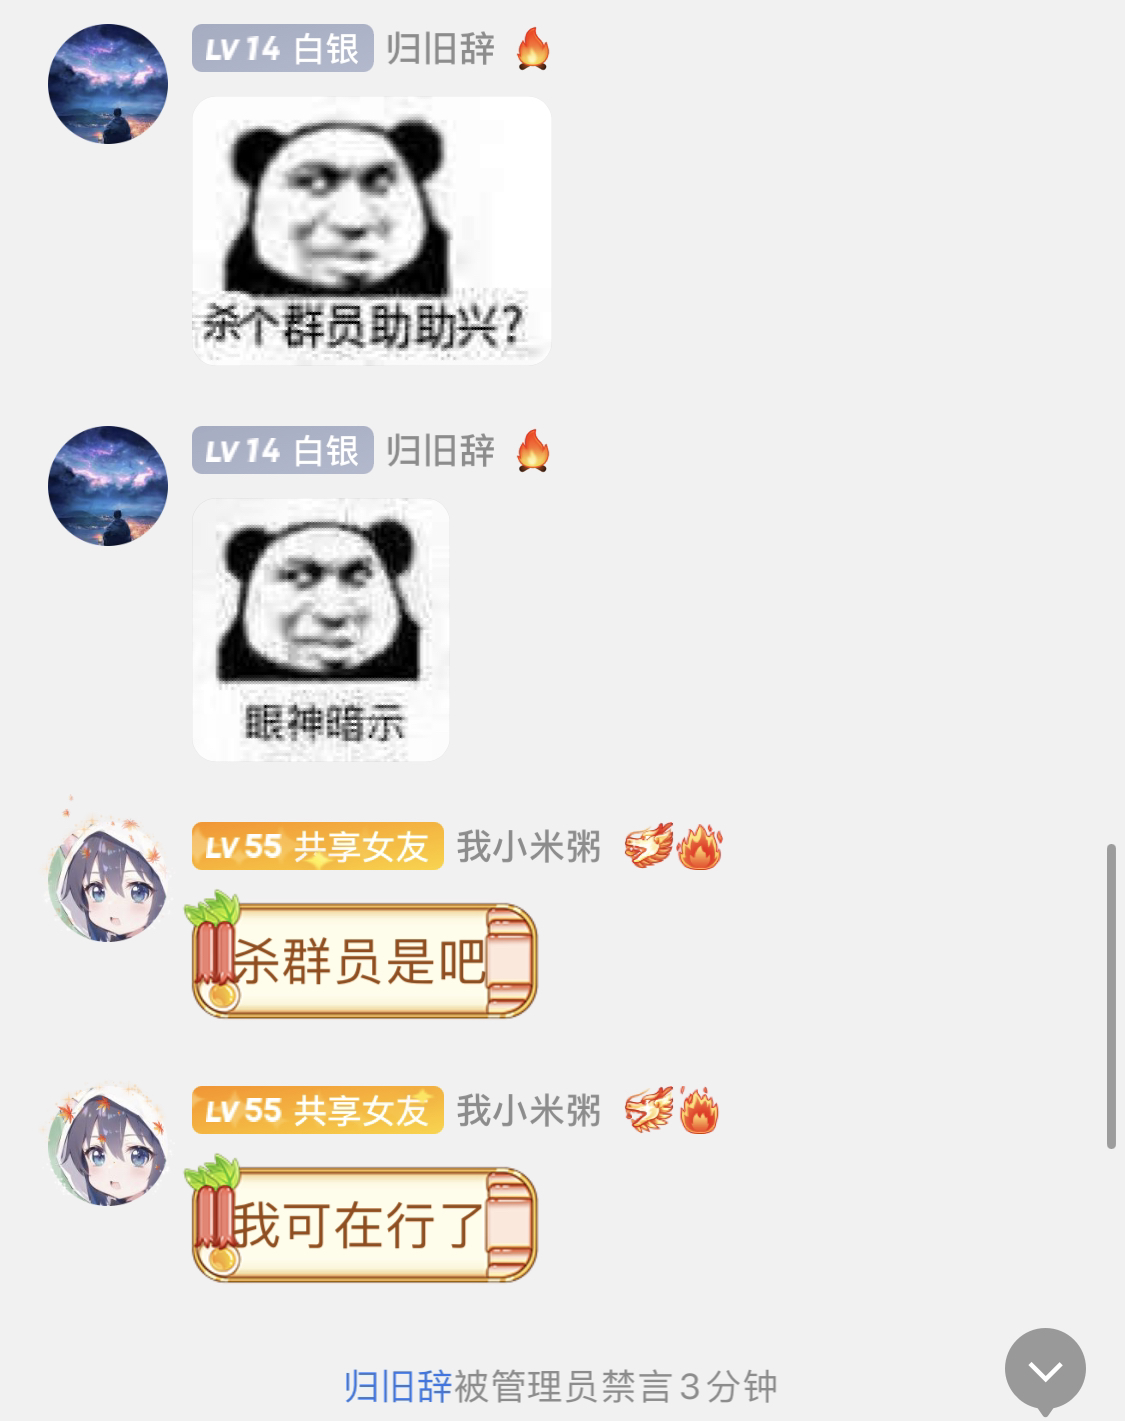 LV 14 白银 归旧辞
杀个群员助助兴?
LV 14 白银 归旧辞
眼神暗示
LV 55 共享女友 我小米粥
杀群员是吧
LV 55 共享女友 我小米粥
我可在行了
归旧辞被管理员禁言3分钟